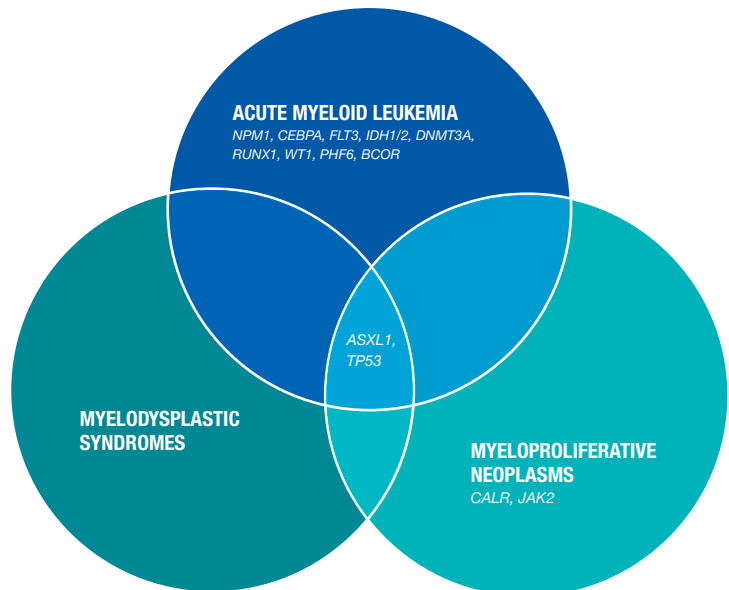 ACUTE MYELOID LEUKEMIA
NPM1, CEBPA, FLT3, IDH1/2, DNMT3A,
RUNX1, WT1, PHF6, BCOR
ASXL1,
TP53
MYELODYSPLASTIC
SYNDROMES
MYELOPROLIFERATIVE
NEOPLASMS
CALR, JAK2